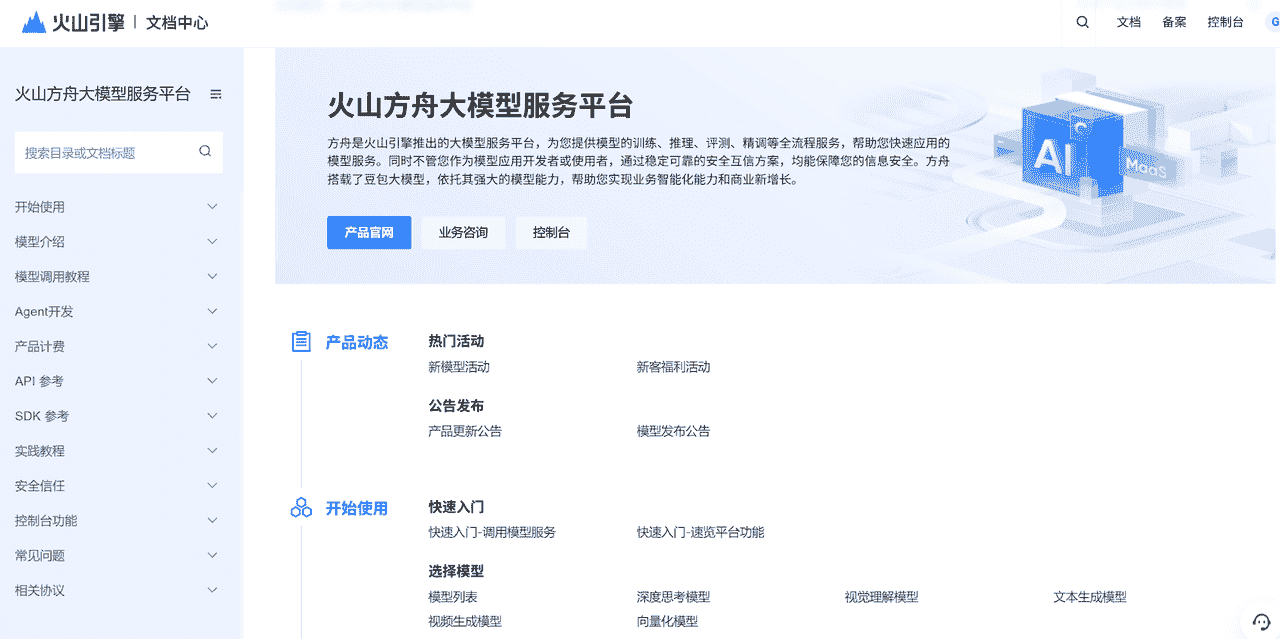 火山引擎 | 文档中心
文档 备案 控制台 G
火山方舟大模型服务平台
搜索目录或文档标题
开始使用
模型介绍
模型调用教程
Agent开发
产品计费
API 参考
SDK 参考
实践教程
安全信任
控制台功能
常见问题
相关协议
火山方舟大模型服务平台
方舟是火山引擎推出的大模型服务平台，为您提供模型的训练、推理、评测、精调等全流程服务，帮助您快速应用的
模型服务。同时不管您作为模型应用开发者或使用者，通过稳定可靠的安全互信方案，均能保障您的信息安全。方舟
搭载了豆包大模型，依托其强大的模型能力，帮助您实现业务智能化能力和商业新增长。
产品官网 业务咨询 控制台
AI
MaaS
产品动态
热门活动
新模型活动 新客福利活动
公告发布
产品更新公告 模型发布公告
开始使用
快速入门
快速入门-调用模型服务 快速入门-速览平台功能
选择模型
模型列表 深度思考模型 视觉理解模型 文本生成模型
视频生成模型 向量化模型